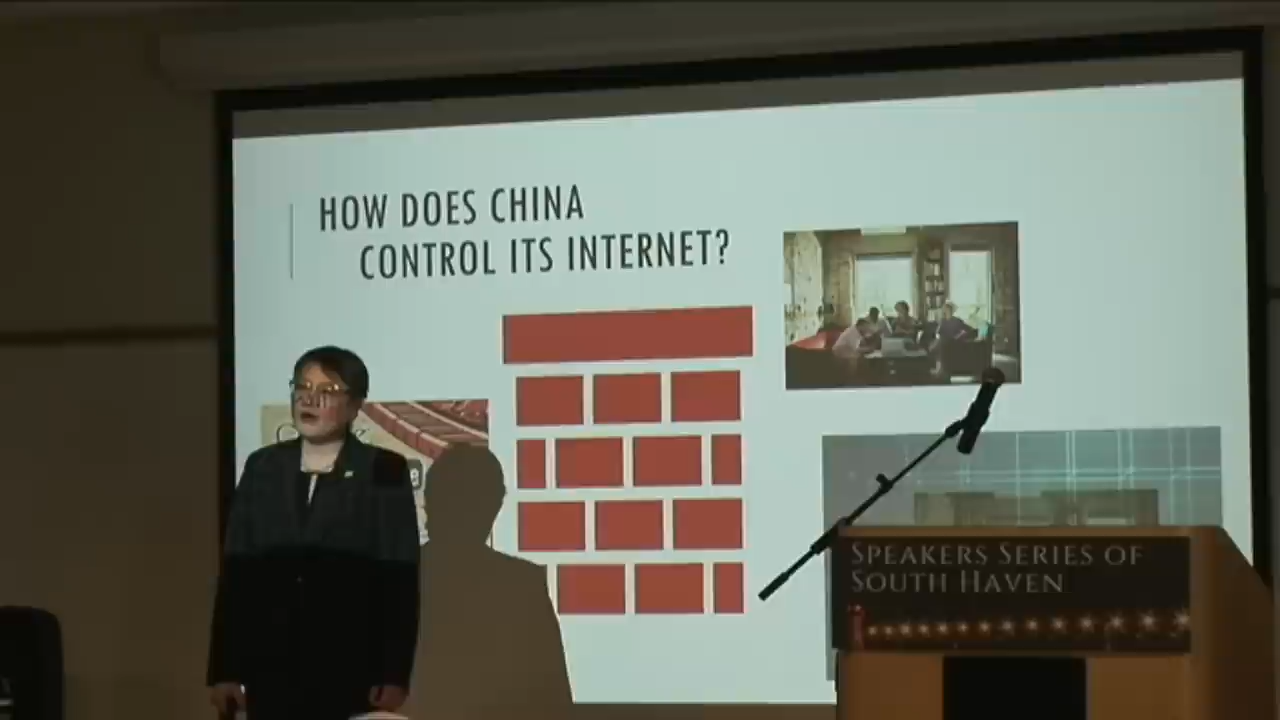 HOW DOES CHINA
CONTROL ITS INTERNET?
SPEAKERS SERIES OF
SOUTH HAVEN